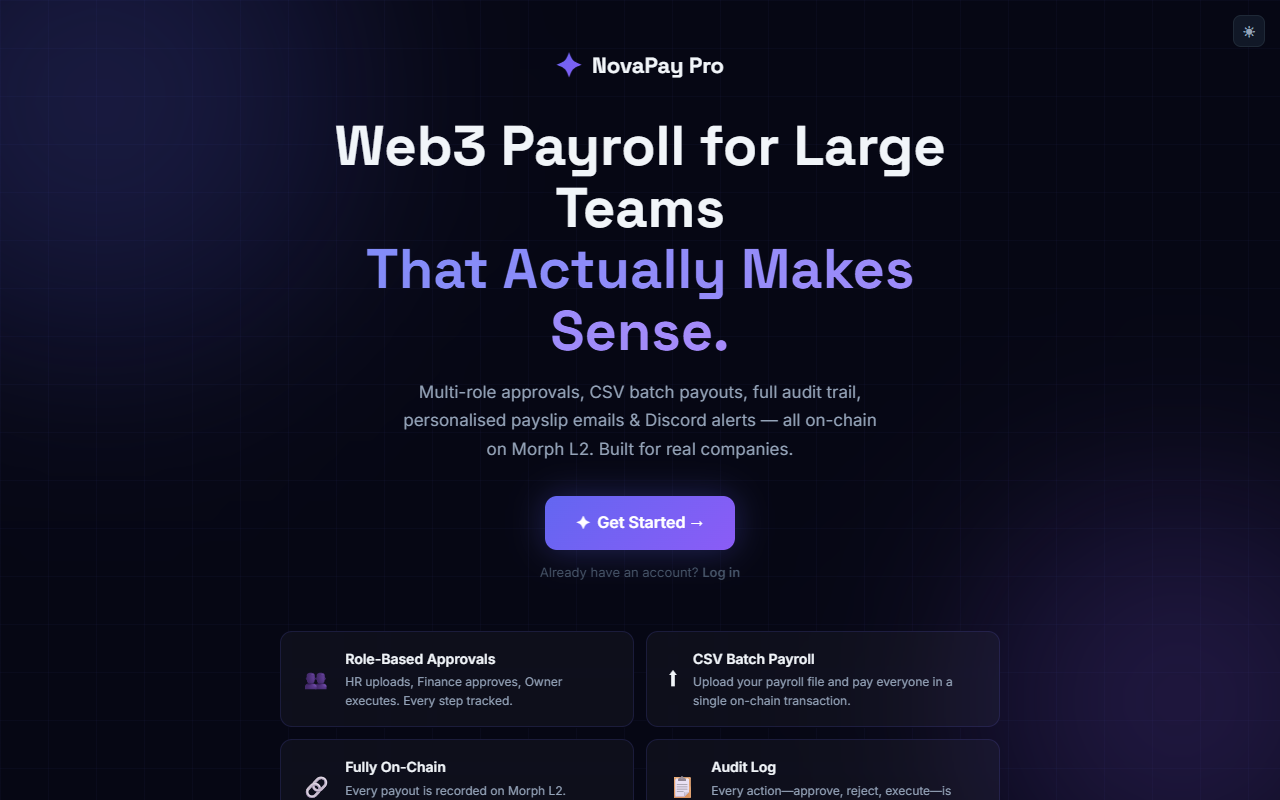 NovaPay Pro
Web3 Payroll for Large
Teams
That Actually Makes
Sense.
Multi-role approvals, CSV batch payouts, full audit trail,
personalised payslip emails & Discord alerts — all on-chain
on Morph L2. Built for real companies.
✦ Get Started →
Already have an account? Log in
Role-Based Approvals
HR uploads, Finance approves, Owner
executes. Every step tracked.
CSV Batch Payroll
Upload your payroll file and pay everyone in a
single on-chain transaction.
Fully On-Chain
Every payout is recorded on Morph L2.
Audit Log
Every action—approve, reject, execute—is